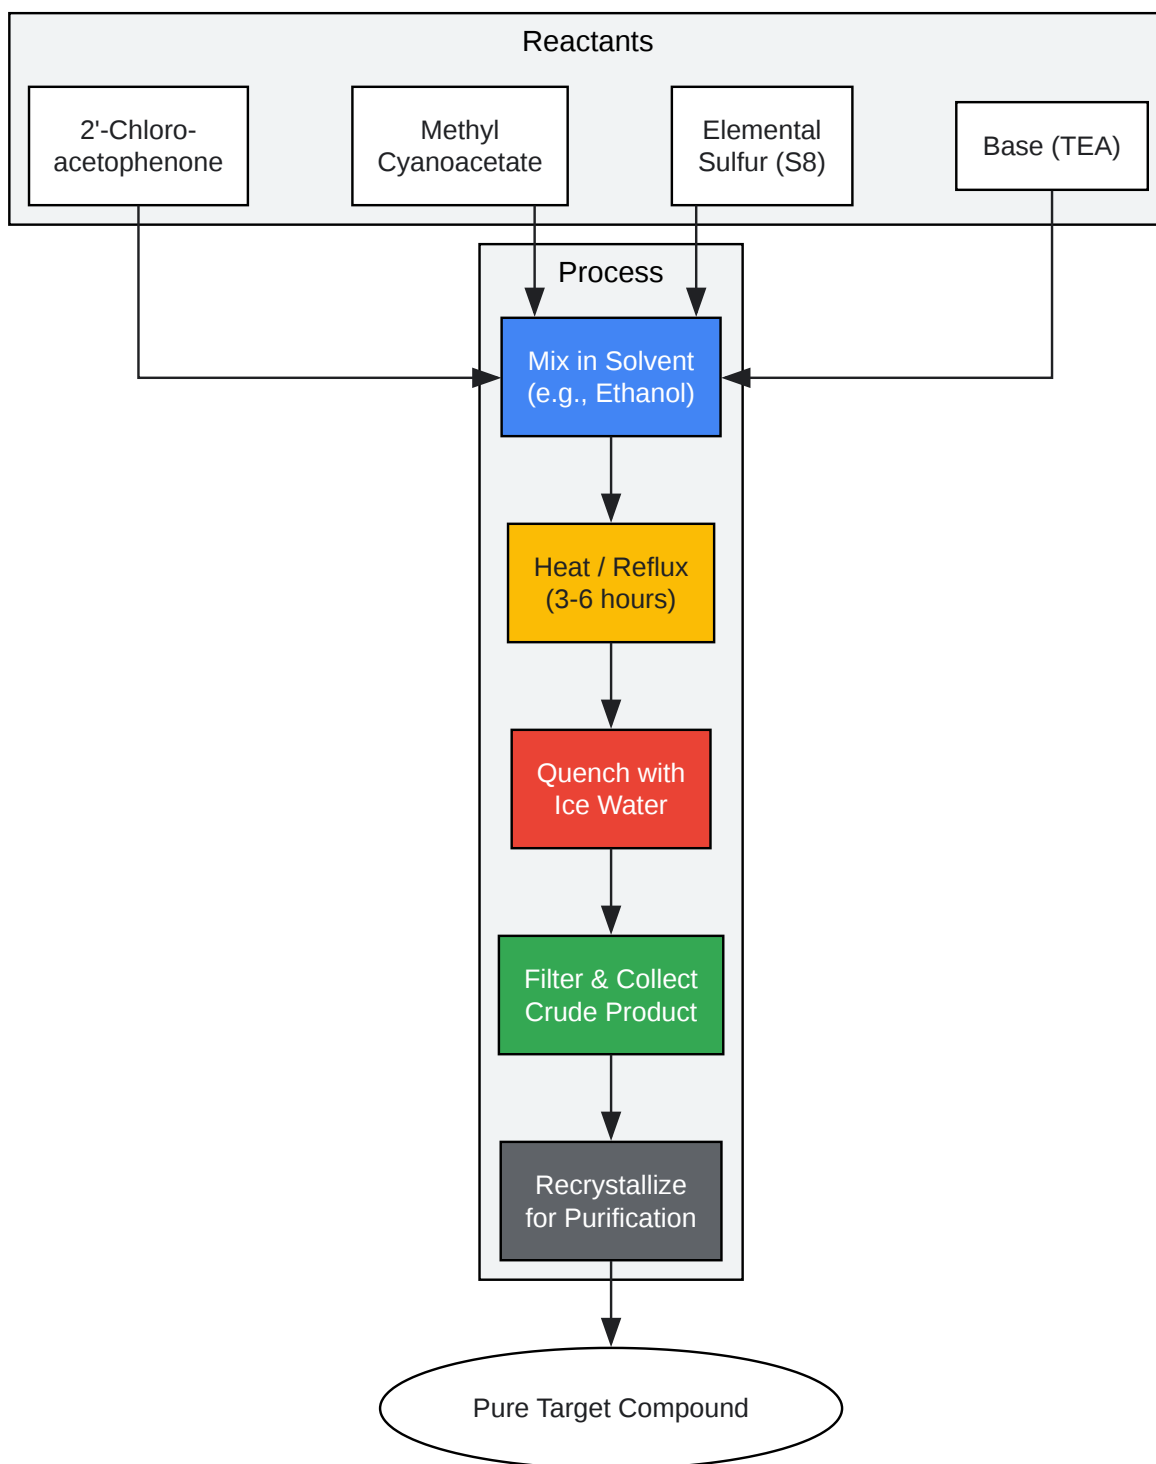 Reactants
2'-Chloro-
acetophenone
Methyl
Cyanoacetate
Elemental
Sulfur (S8)
Base (TEA)
Process
Mix in Solvent
(e.g., Ethanol)
Heat / Reflux
(3-6 hours)
Quench with
Ice Water
Filter & Collect
Crude Product
Recrystallize
for Purification
Pure Target Compound